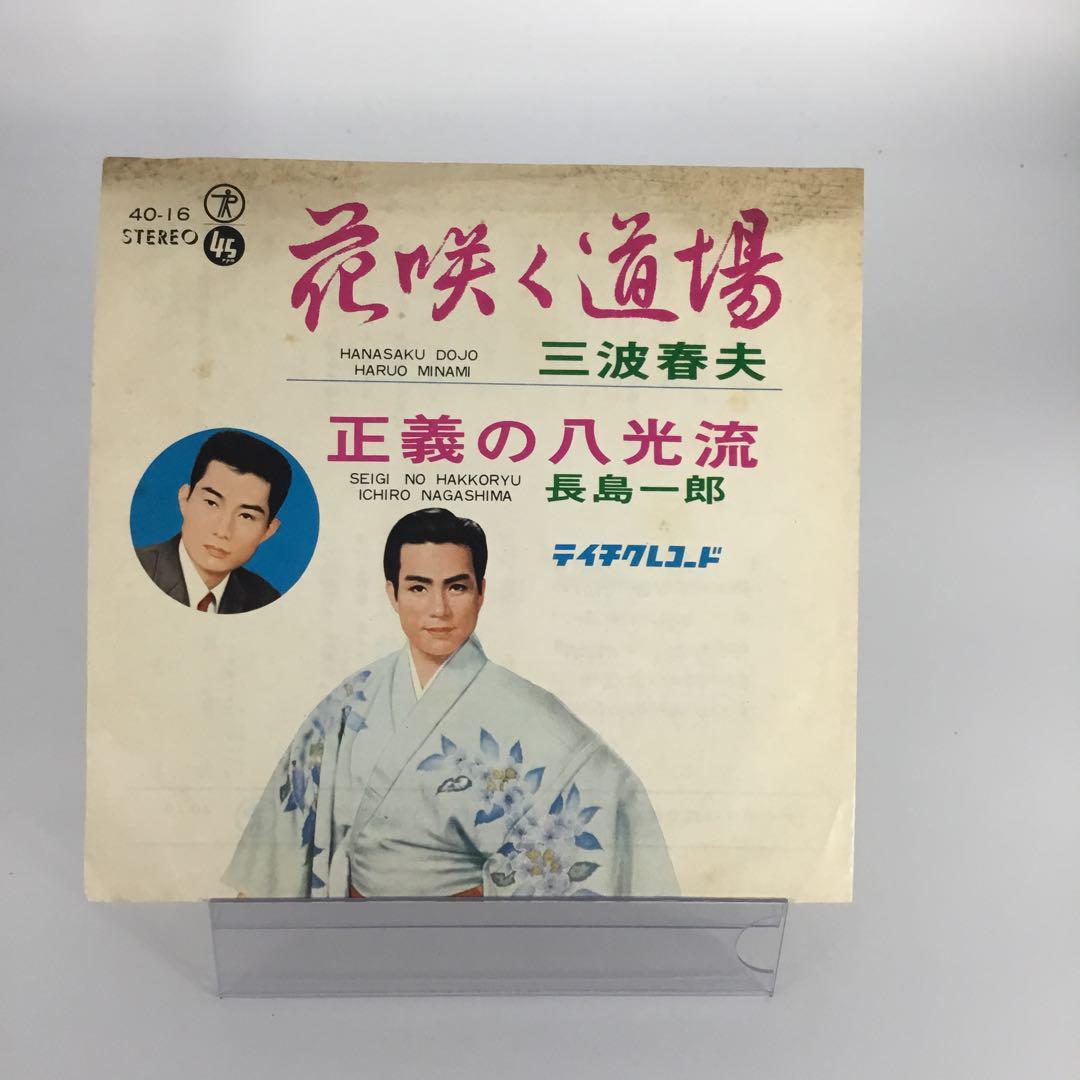 40-16
STEREO
45
rpm
花咲く道場
HANASAKU DOJO
HARUO MINAMI
三波春夫
正義の八光流
SEIGI NO HAKKORYU
ICHIRO NAGASHIMA
長島一郎
テイチクレコード